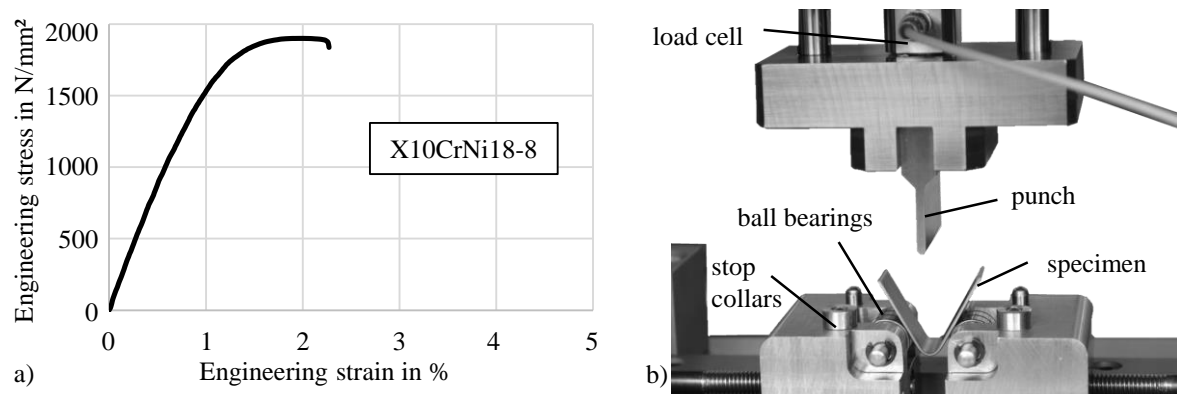 2000
1500
1000
500
0
Engineering stress in N/mm²
X10CrNi18-8
0 1 2 3 4 5
Engineering strain in %
a)
load cell
punch
ball bearings
specimen
stop
collars
b)